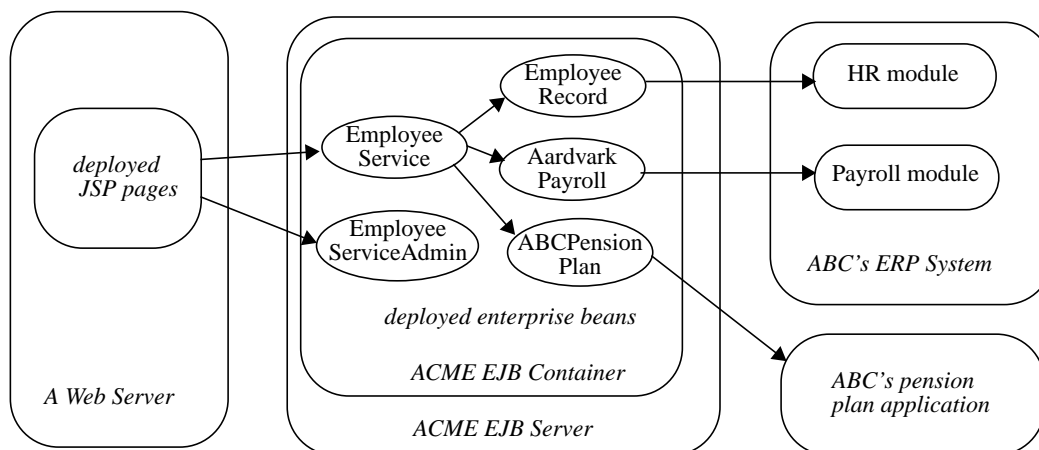 deployed
JSP pages
A Web Server
Employee
Service
Employee
ServiceAdmin
Employee
Record
Aardvark
Payroll
ABCPension
Plan
deployed enterprise beans
ACME EJB Container
ACME EJB Server
HR module
Payroll module
ABC's ERP System
ABC's pension
plan application